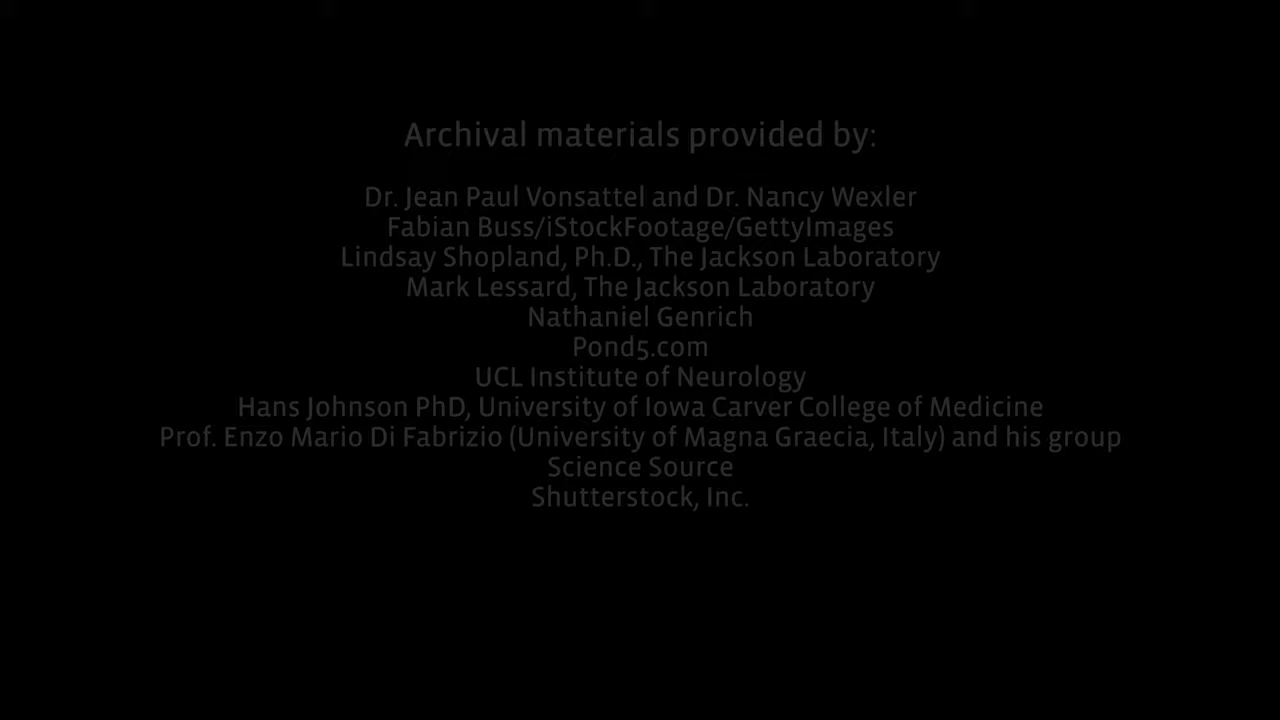 Archival materials provided by:
Dr. Jean Paul Vonsattel and Dr. Nancy Wexler
Fabian Buss/iStockFootage/GettyImages
Lindsay Shopland, Ph.D., The Jackson Laboratory
Mark Lessard, The Jackson Laboratory
Nathaniel Genrich
Pond5.com
UCL Institute of Neurology
Hans Johnson PhD, University of Iowa Carver College of Medicine
Prof. Enzo Mario Di Fabrizio (University of Magna Graecia, Italy) and his group
Science Source
Shutterstock, Inc.